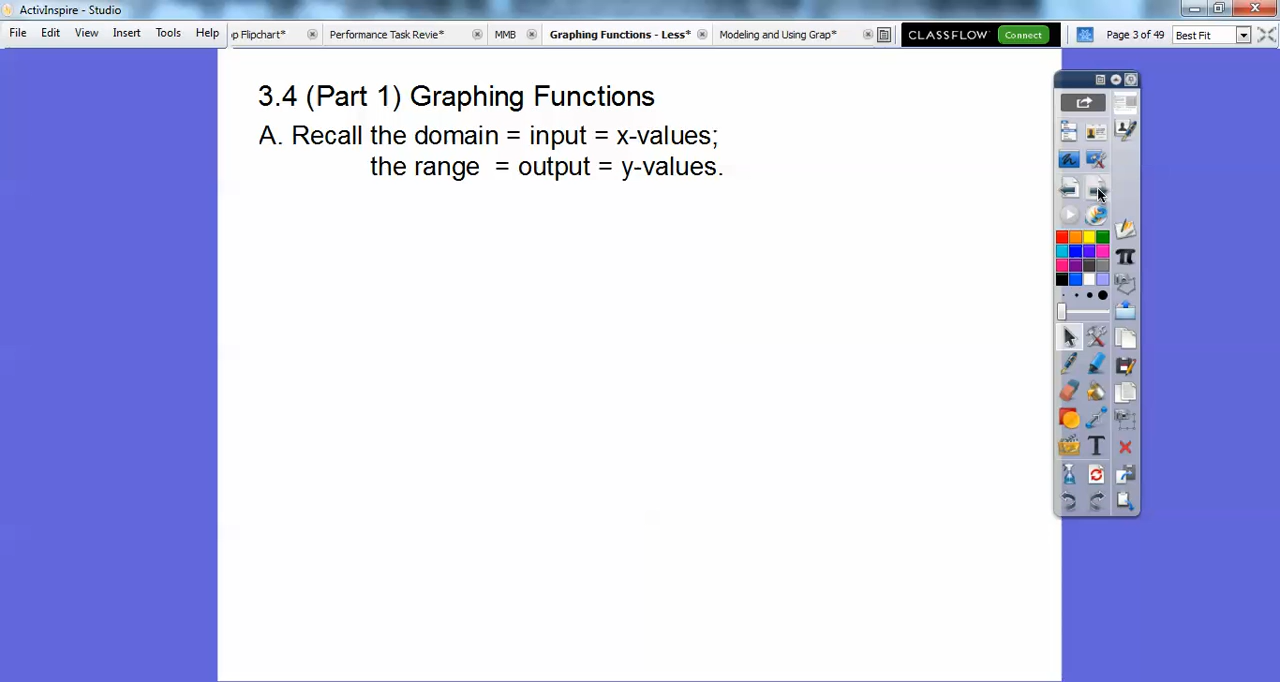 ActivInspire - Studio
File Edit View Insert Tools Help
p Flipchart* Performance Task Revie* MMB Graphing Functions - Less* Modeling and Using Grap* CLASSFLOW Connect Page 3 of 49 Best Fit
3.4 (Part 1) Graphing Functions
A. Recall the domain = input = x-values;
the range = output = y-values.
T